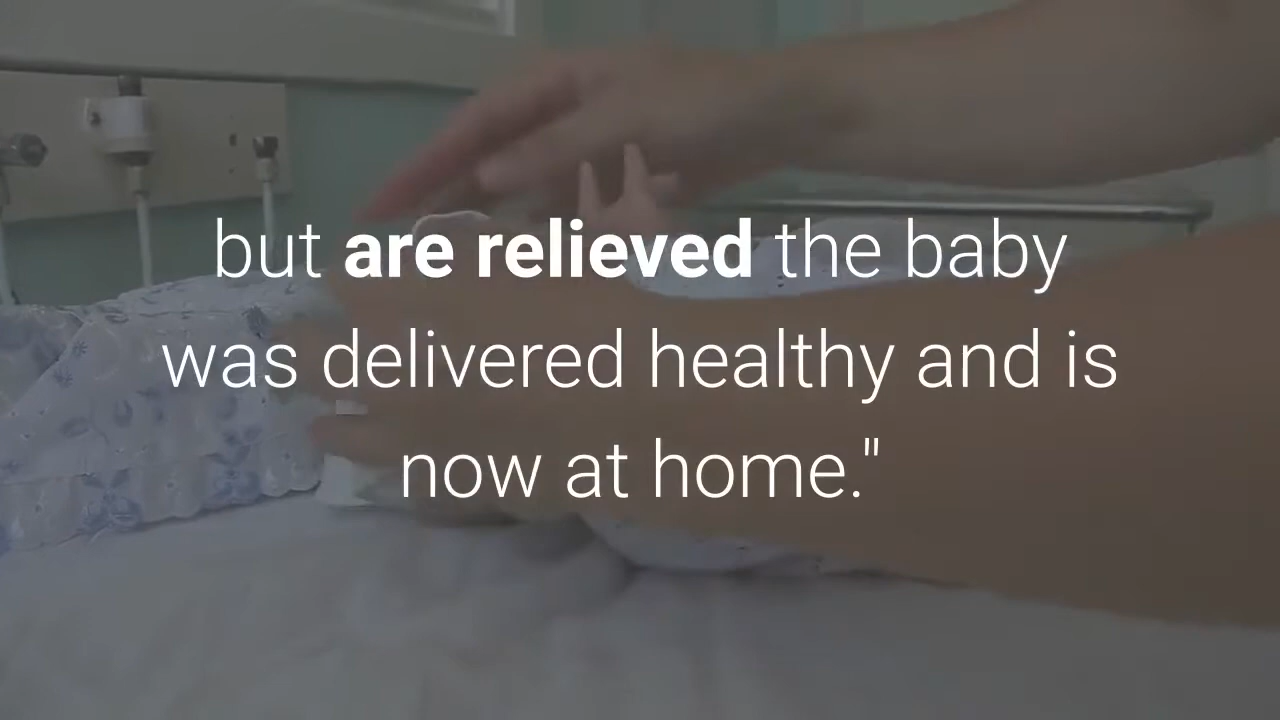 but are relieved the baby
was delivered healthy and is
now at home."